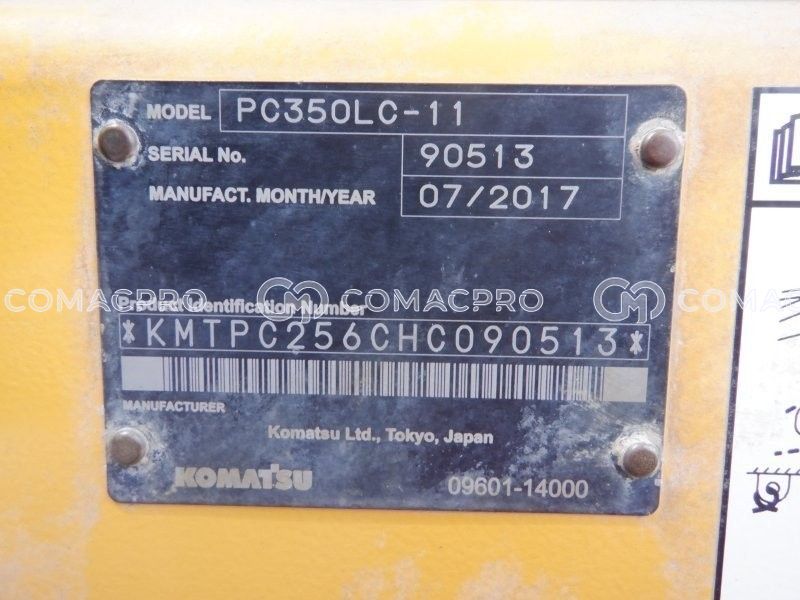 MODEL PC350LC-11
SERIAL No. 90513
MANUFACT. MONTH/YEAR 07/2017
COMACPRO COMACPRO COMACPRO
Product Identification Number
*KMTPC256CHC090513*
MANUFACTURER
Komatsu Ltd., Tokyo, Japan
KOMATSU 09601-14000